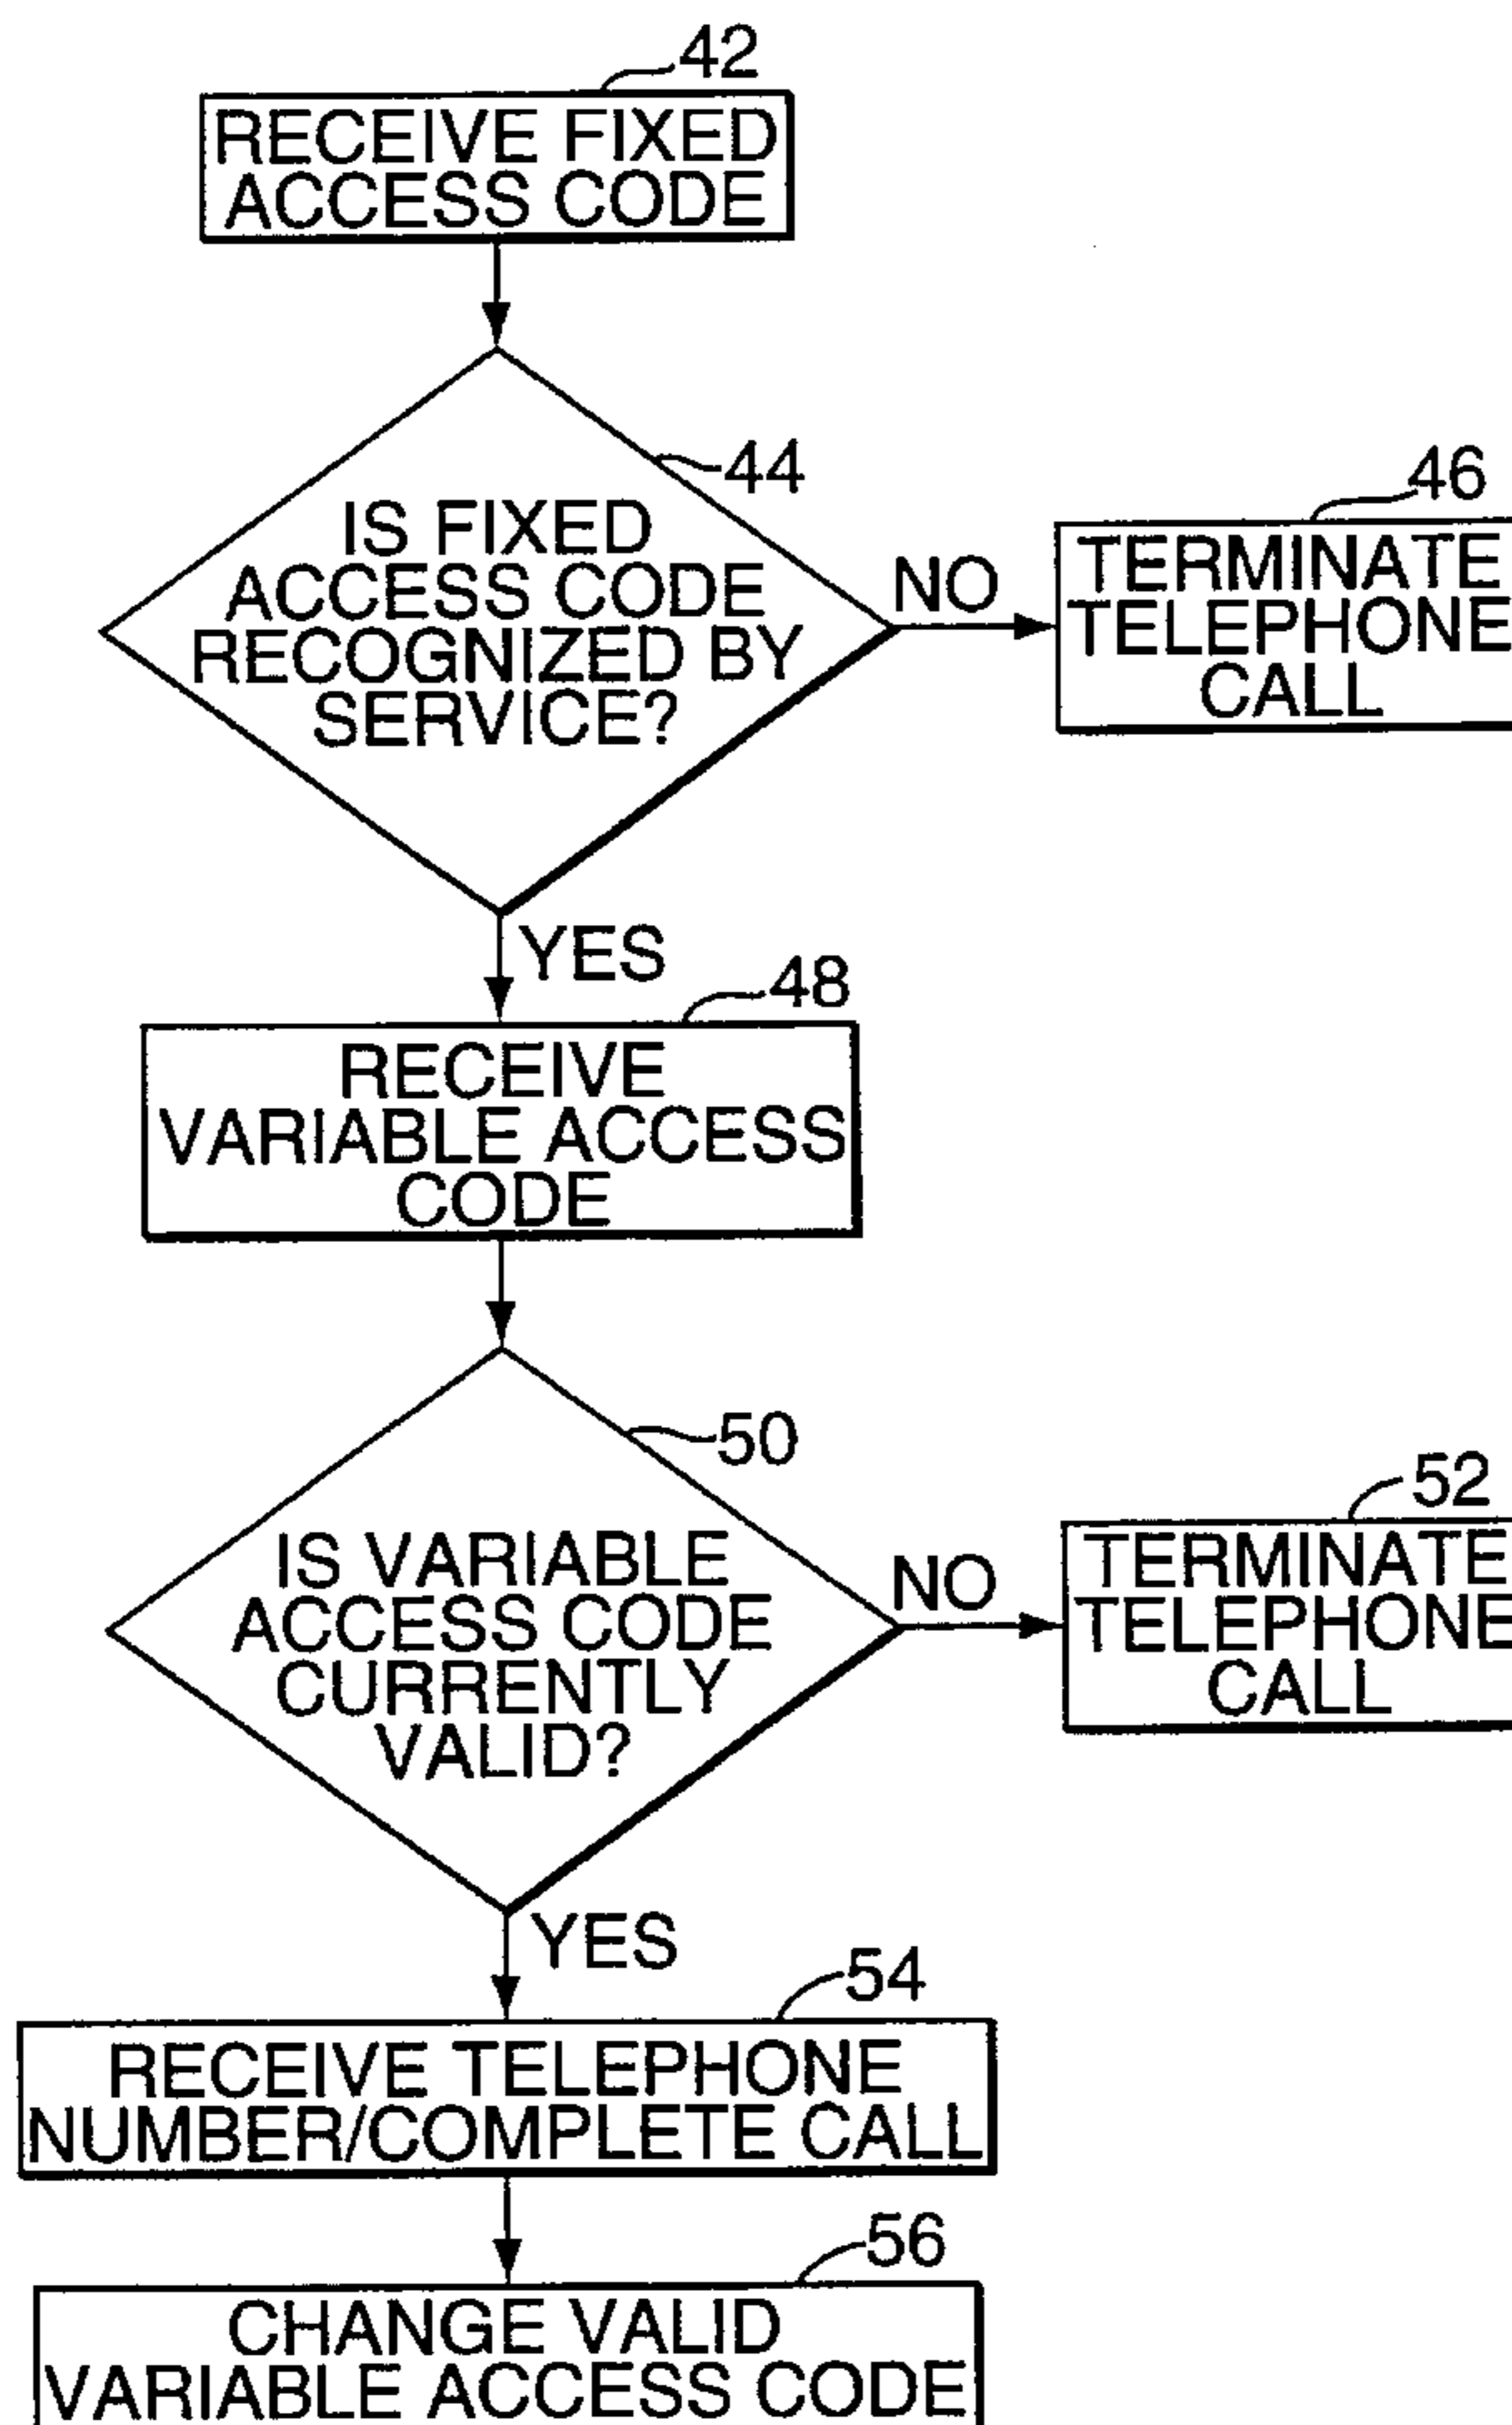 42
RECEIVE FIXED
ACCESS CODE
44
IS FIXED
ACCESS CODE
RECOGNIZED BY
SERVICE?
NO
46
TERMINATE
TELEPHONE
CALL
YES
48
RECEIVE
VARIABLE ACCESS
CODE
50
IS VARIABLE
ACCESS CODE
CURRENTLY
VALID?
NO
52
TERMINATE
TELEPHONE
CALL
YES
54
RECEIVE TELEPHONE
NUMBER/COMPLETE CALL
56
CHANGE VALID
VARIABLE ACCESS CODE